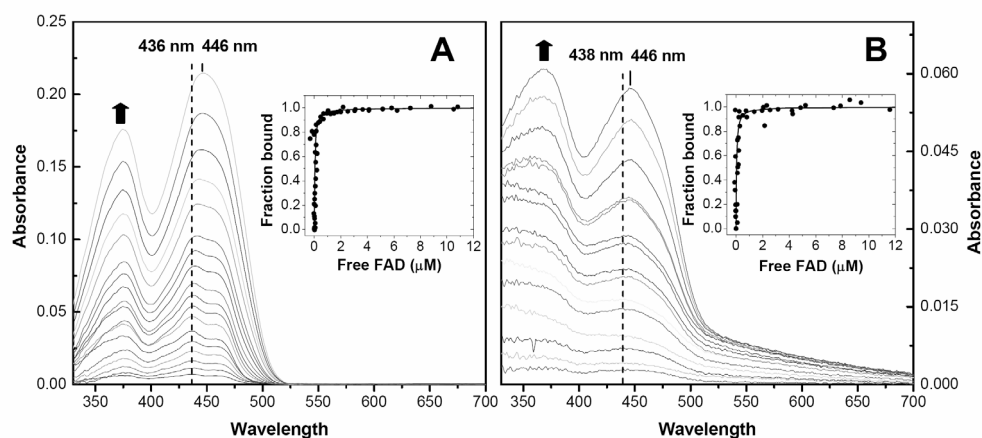 0.25
0.20
0.15
0.10
0.05
0.00
Absorbance
436 nm 446 nm
A
1.0
0.8
0.6
0.4
0.2
0.0
Fraction bound
0 2 4 6 8 10 12
Free FAD (μM)
350 400 450 500 550 600 650 700
Wavelength
438 nm 446 nm
B
1.0
0.8
0.6
0.4
0.2
0.0
Fraction bound
0 2 4 6 8 10 12
Free FAD (μM)
0.060
0.045
0.030
0.015
0.000
Absorbance
350 400 450 500 550 600 650 700
Wavelength